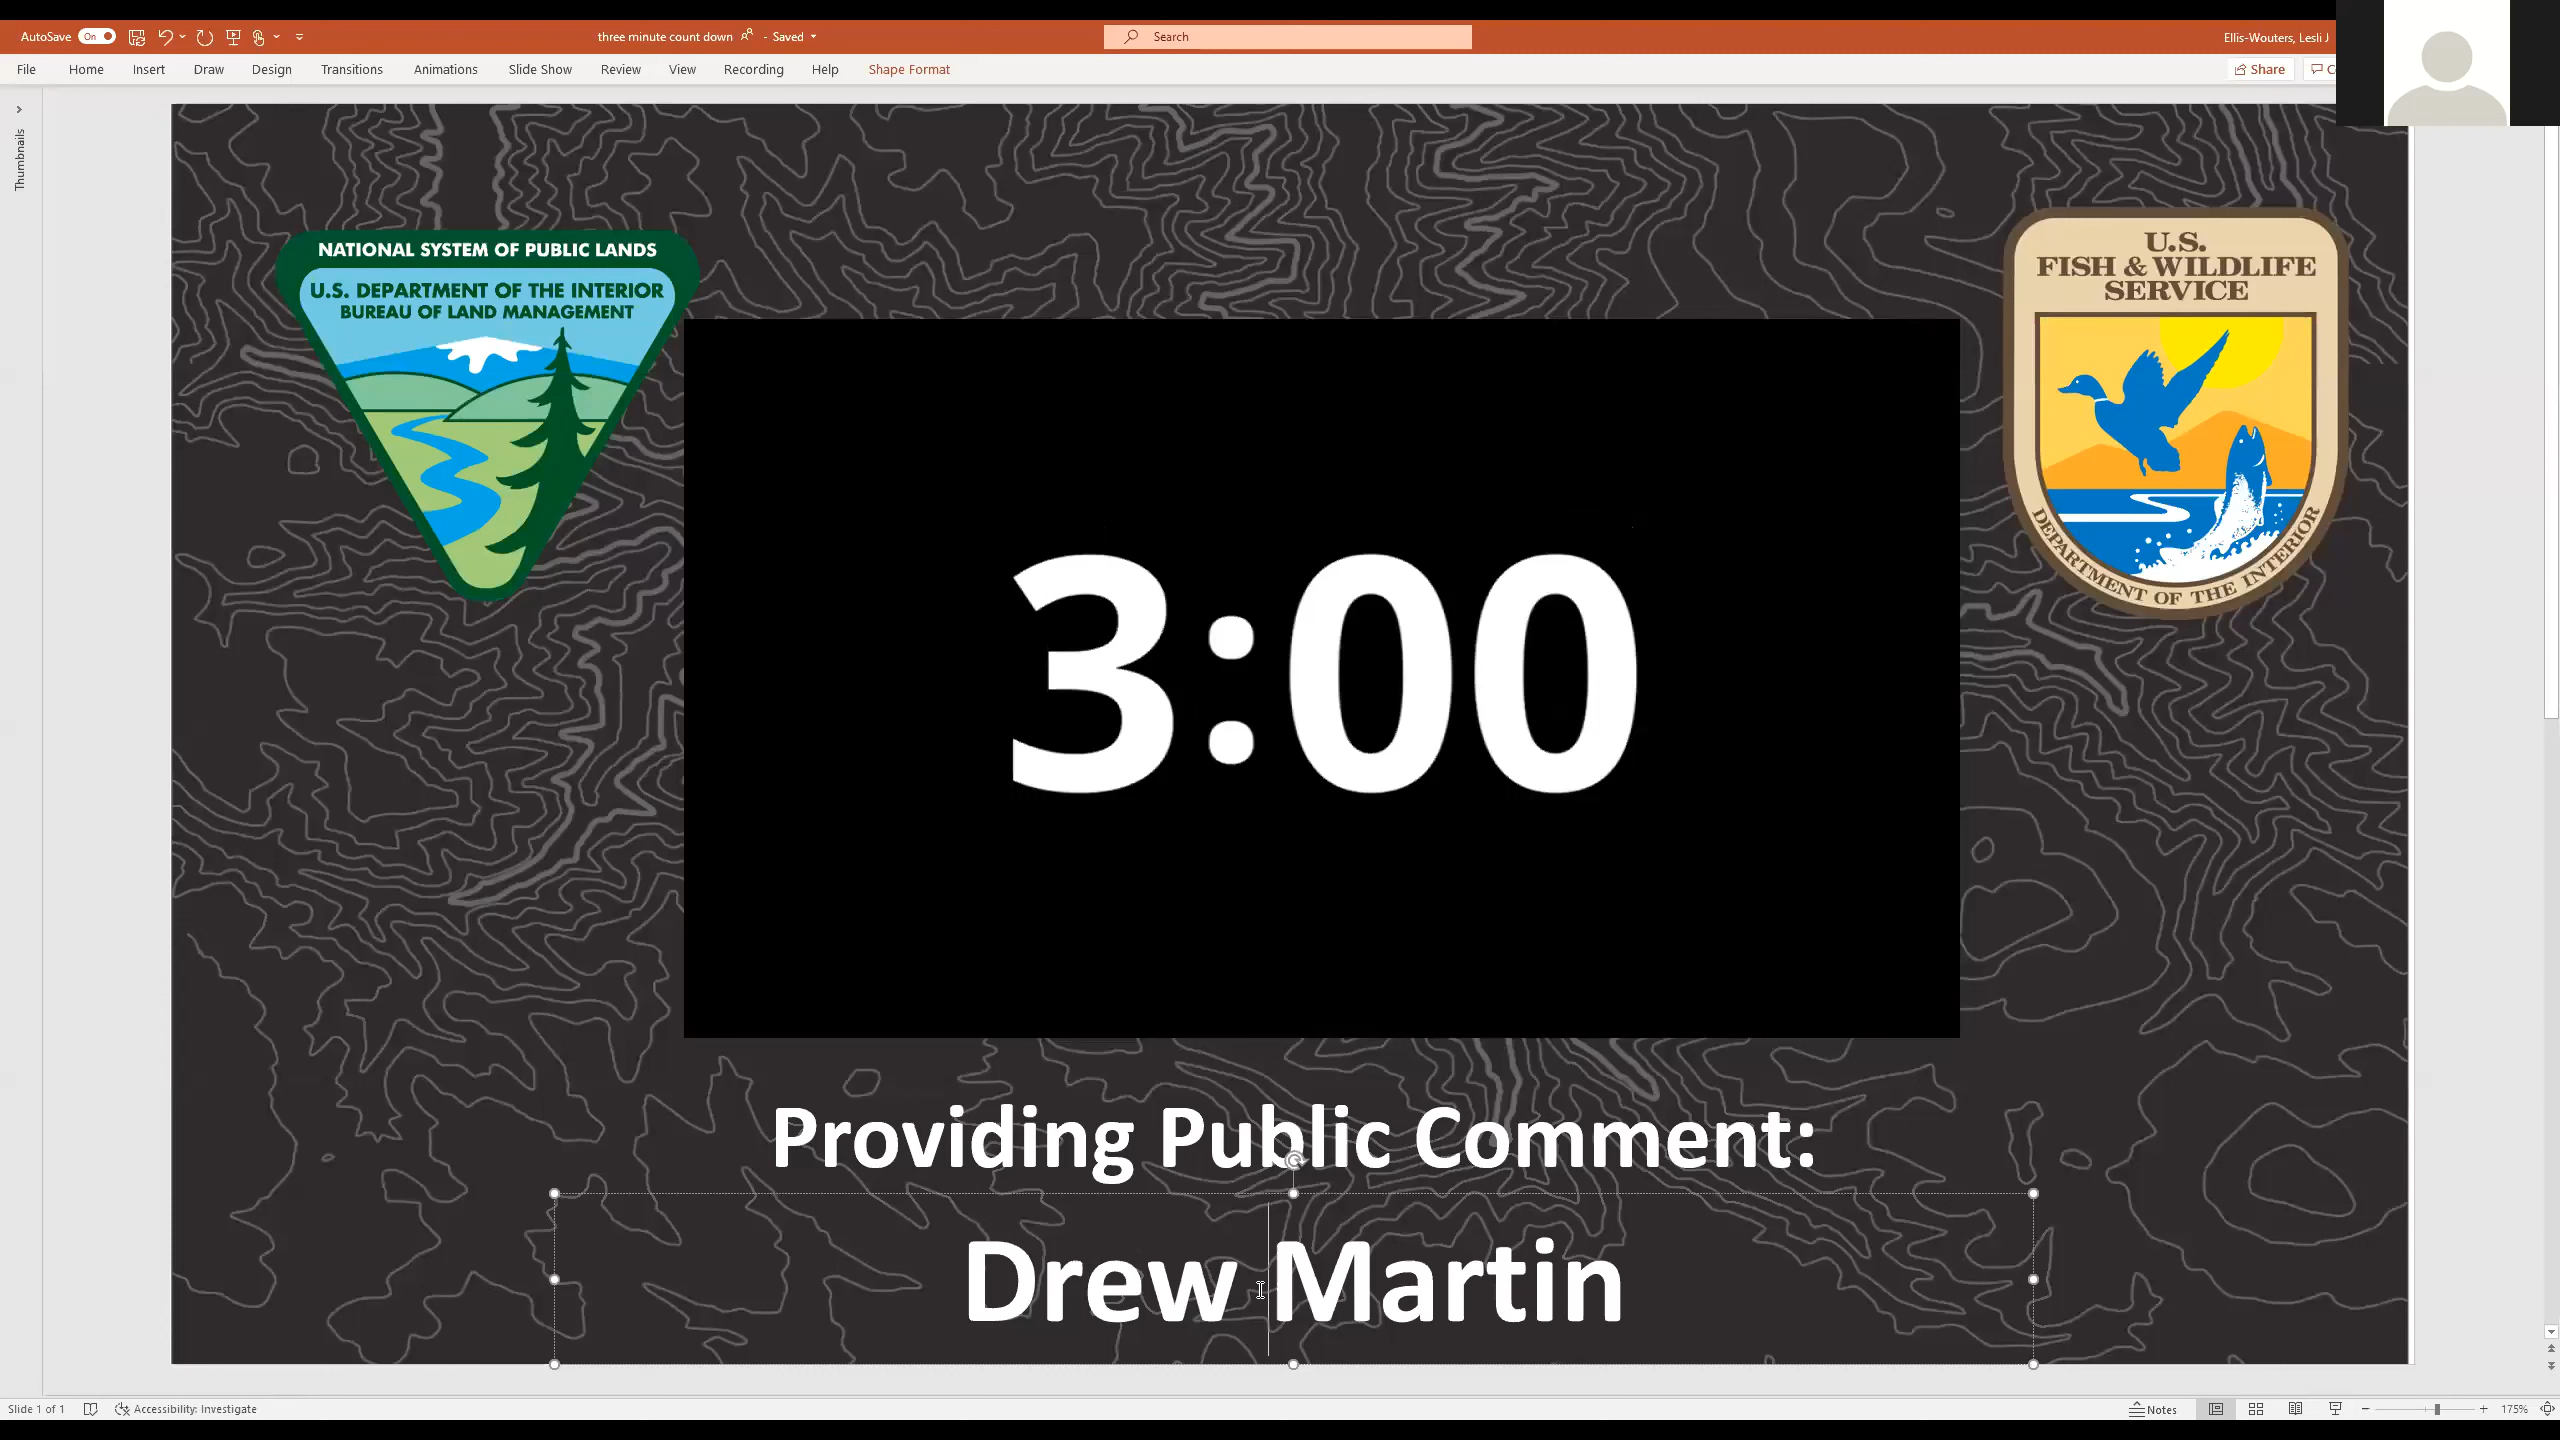 AutoSave On three minute count down - Saved Search Ellis-Wouters, Lesli J
File Home Insert Draw Design Transitions Animations Slide Show Review View Recording Help Shape Format Share
Thumbnails
NATIONAL SYSTEM OF PUBLIC LANDS
U.S. DEPARTMENT OF THE INTERIOR
BUREAU OF LAND MANAGEMENT
U.S.
FISH & WILDLIFE
SERVICE
DEPARTMENT OF THE INTERIOR
3:00
Providing Public Comment:
Drew Martin
Slide 1 of 1 Accessibility: Investigate Notes 175%